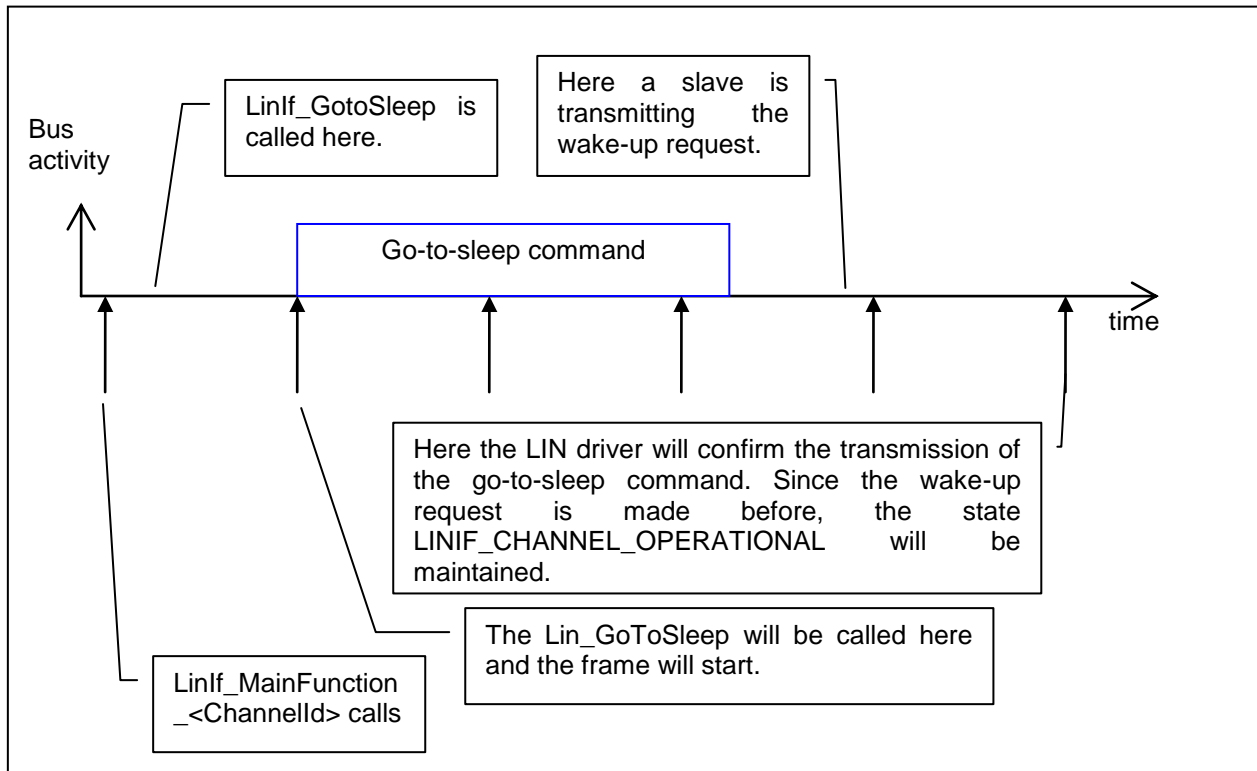 LinIf_GotoSleep is
called here.
Here a slave is
transmitting the
wake-up request.
Bus
activity
Go-to-sleep command
time
Here the LIN driver will confirm the transmission of
the go-to-sleep command. Since the wake-up
request is made before, the state
LINIF_CHANNEL_OPERATIONAL will be
maintained.
The Lin_GoToSleep will be called here
and the frame will start.
LinIf_MainFunction
_<ChannelId> calls